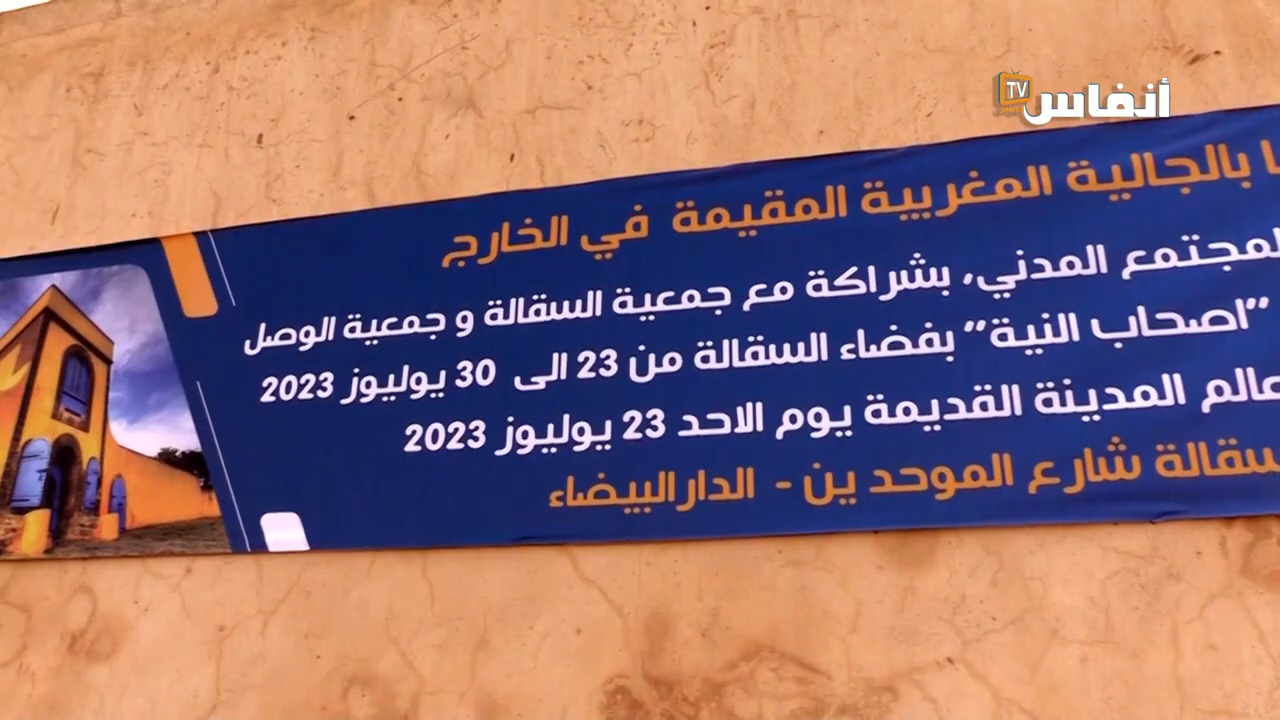 أنفاس TV
بالجالية المغربية المقيمة في الخارج
المجتمع المدني، بشراكة مع جمعية السقالة و جمعية الوصل
"اصحاب النية" بفضاء السقالة من 23 الى 30 يوليوز 2023
عالم المدينة القديمة يوم الاحد 23 يوليوز 2023
سقالة شارع الموحد ين - الدارالبيضاء